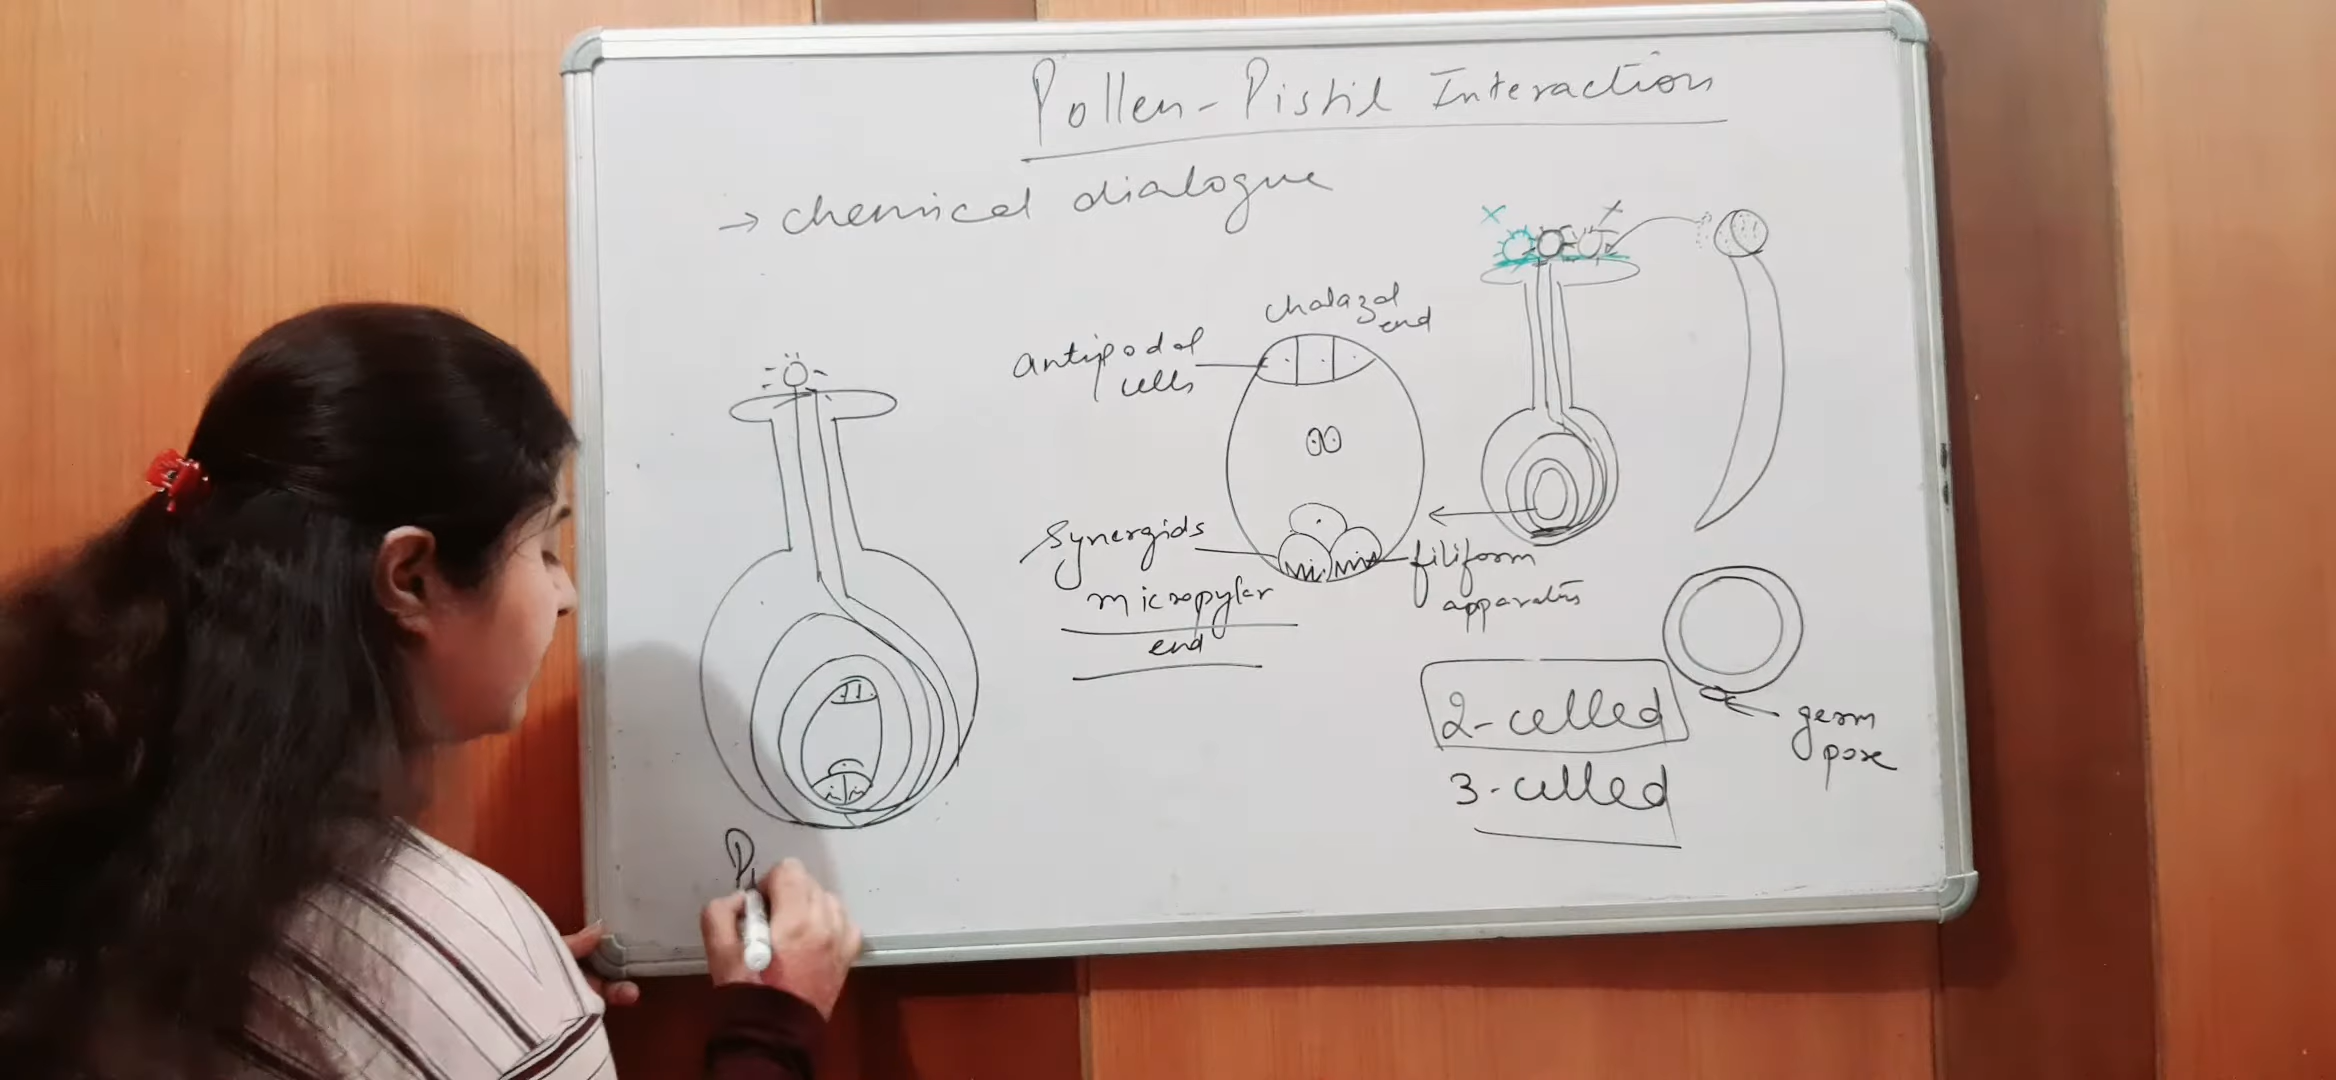 Pollen-Pistil Interaction
→ chemical dialogue
chalazal
end
antipodal
cells
synergids
filiform
apparatus
micropylar
end
2-celled
3-celled
germ
pore